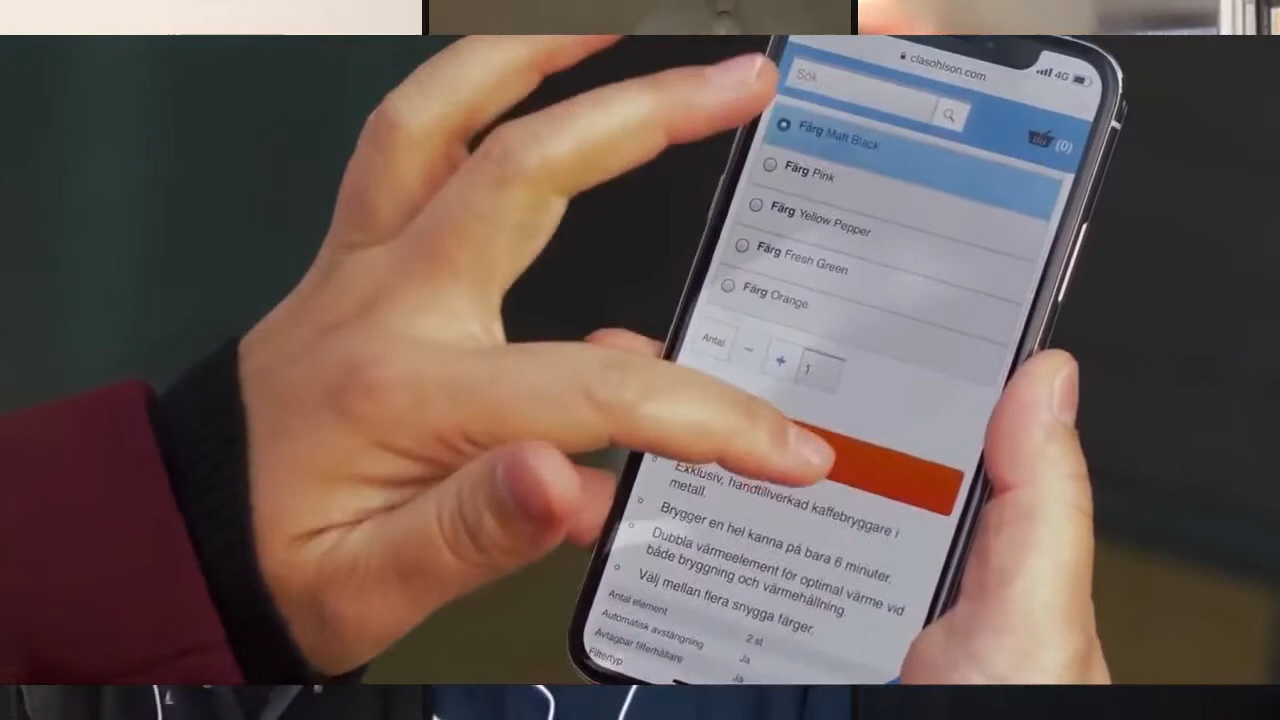 clasohlson.com
4G
Sök...
(0)
Färg Matt Black
Färg Pink
Färg Yellow Pepper
Färg Fresh Green
Färg Orange
Antal
−
+
1
Exklusiv, handtillverkad kaffebryggare i
metall.
Brygger en hel kanna på bara 6 minuter.
Dubbla värmeelement för optimal värme vid
både bryggning och värmehållning.
Välj mellan flera snygga färger.
Antal element 2 st
Automatisk avstängning Ja
Avtagbar filterhållare Ja
Filtertyp